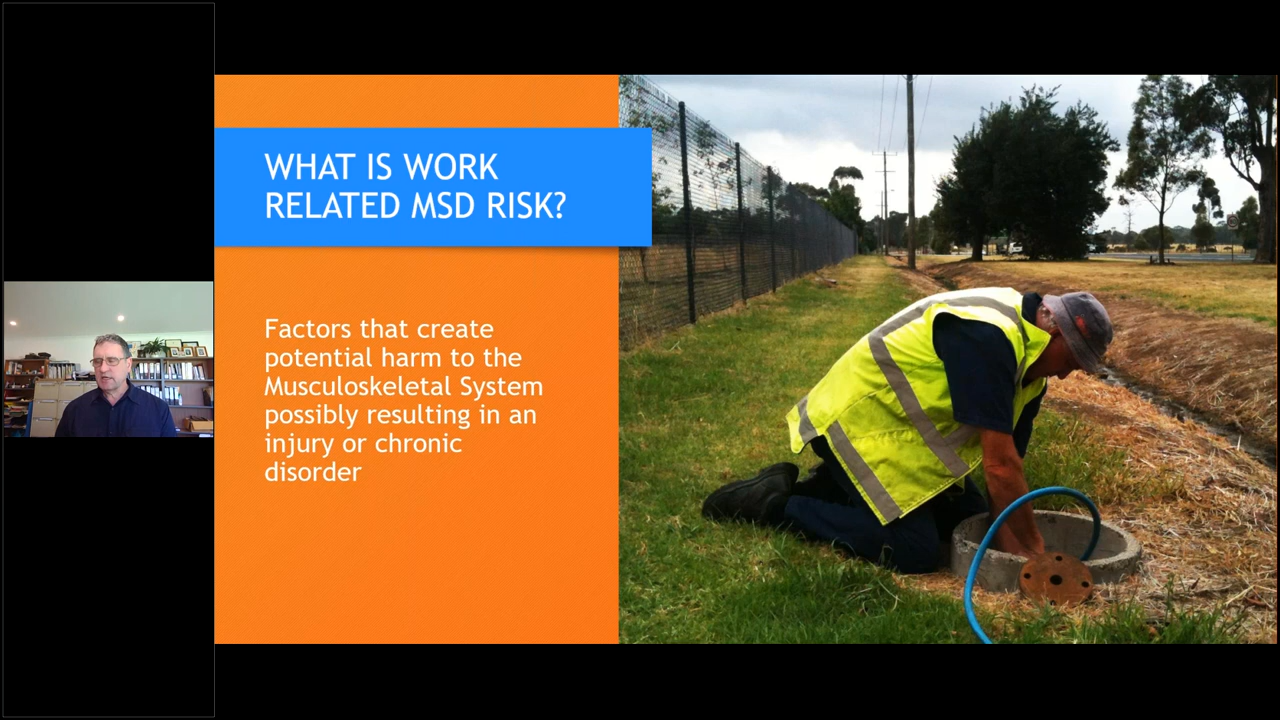 WHAT IS WORK
RELATED MSD RISK?
Factors that create
potential harm to the
Musculoskeletal System
possibly resulting in an
injury or chronic
disorder